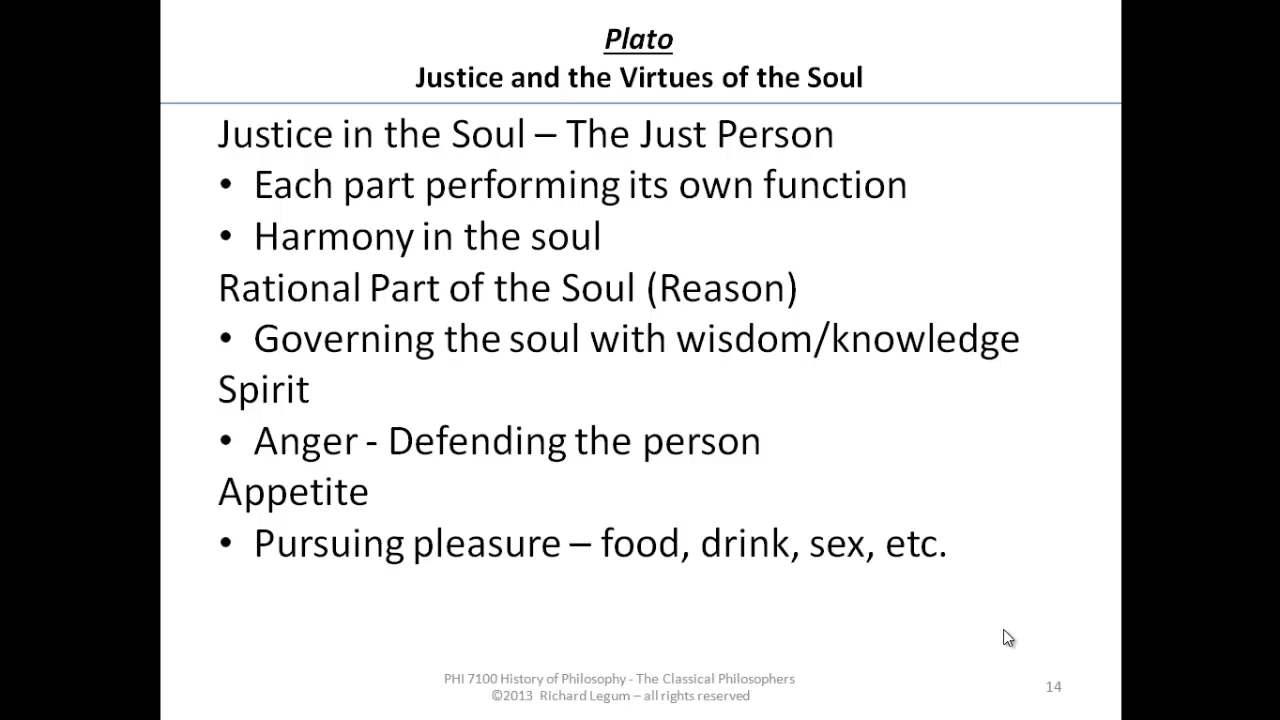 Plato
Justice and the Virtues of the Soul
Justice in the Soul – The Just Person
• Each part performing its own function
• Harmony in the soul
Rational Part of the Soul (Reason)
• Governing the soul with wisdom/knowledge
Spirit
• Anger - Defending the person
Appetite
• Pursuing pleasure – food, drink, sex, etc.
PHI 7100 History of Philosophy - The Classical Philosophers
©2013 Richard Legum – all rights reserved
14